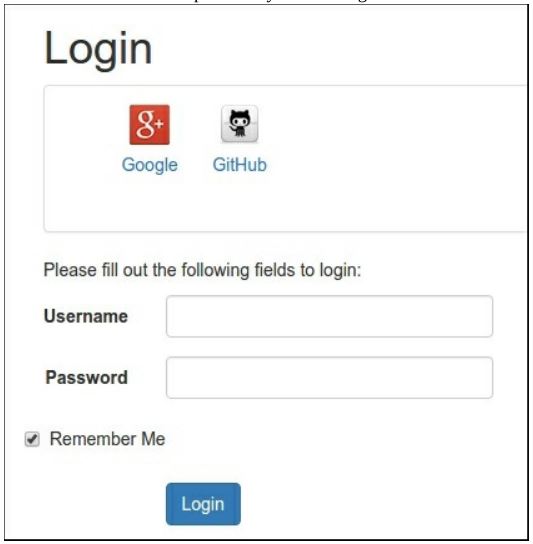 Login
g+
Google GitHub
Please fill out the following fields to login:
Username
Password
Remember Me
Login